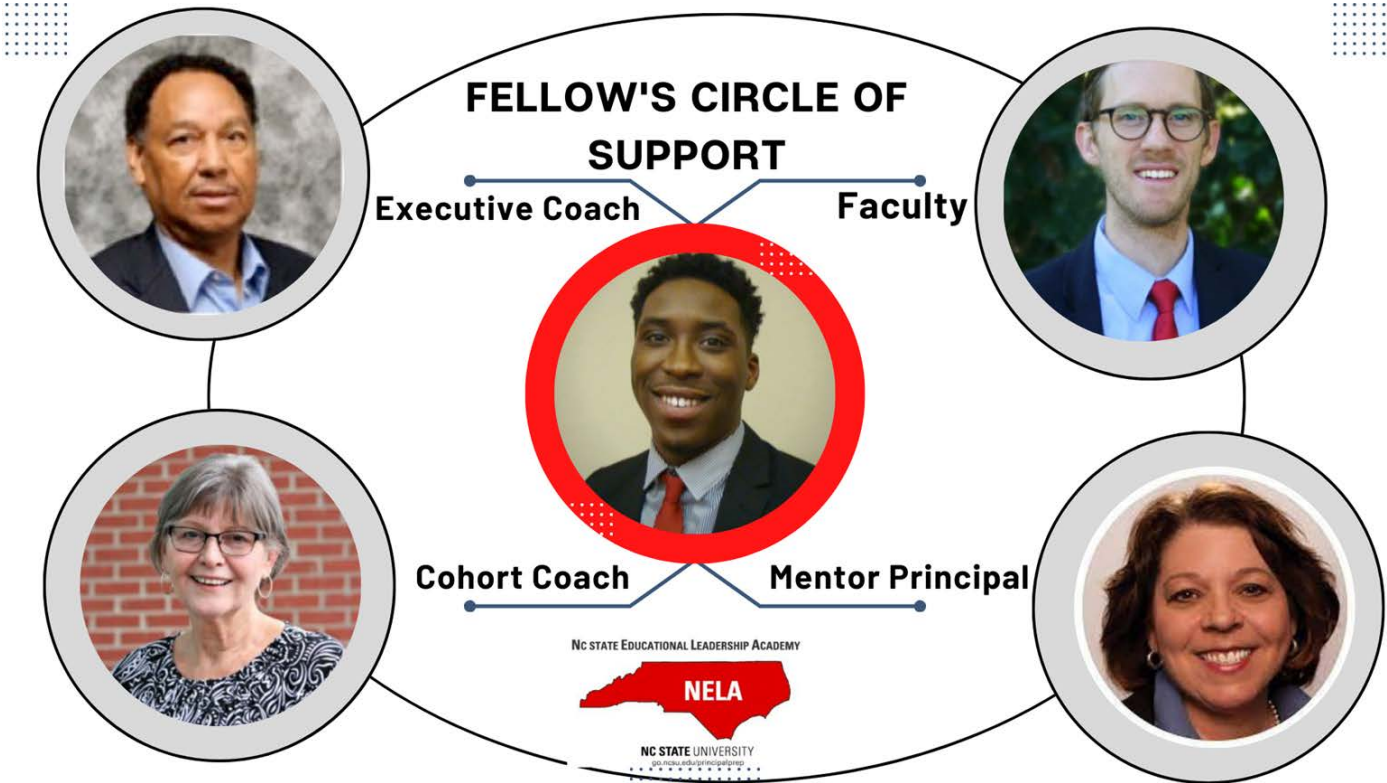 FELLOW'S CIRCLE OF
SUPPORT
Executive Coach
Faculty
Cohort Coach
Mentor Principal
NC STATE EDUCATIONAL LEADERSHIP ACADEMY
NELA
NC STATE UNIVERSITY
go.ncsu.edu/principalprep